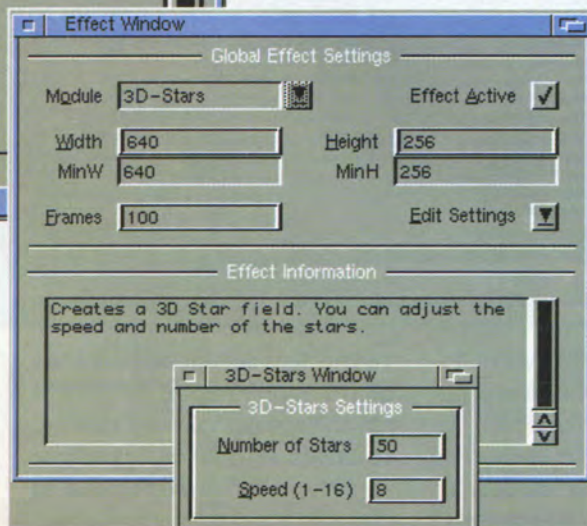 Effect Window
Global Effect Settings
Module 3D-Stars Effect Active
Width 640 Height 256
MinW 640 MinH 256
Frames 100 Edit Settings
Effect Information
Creates a 3D Star field. You can adjust the
speed and number of the stars.
3D-Stars Window
3D-Stars Settings
Number of Stars 50
Speed (1-16) 8